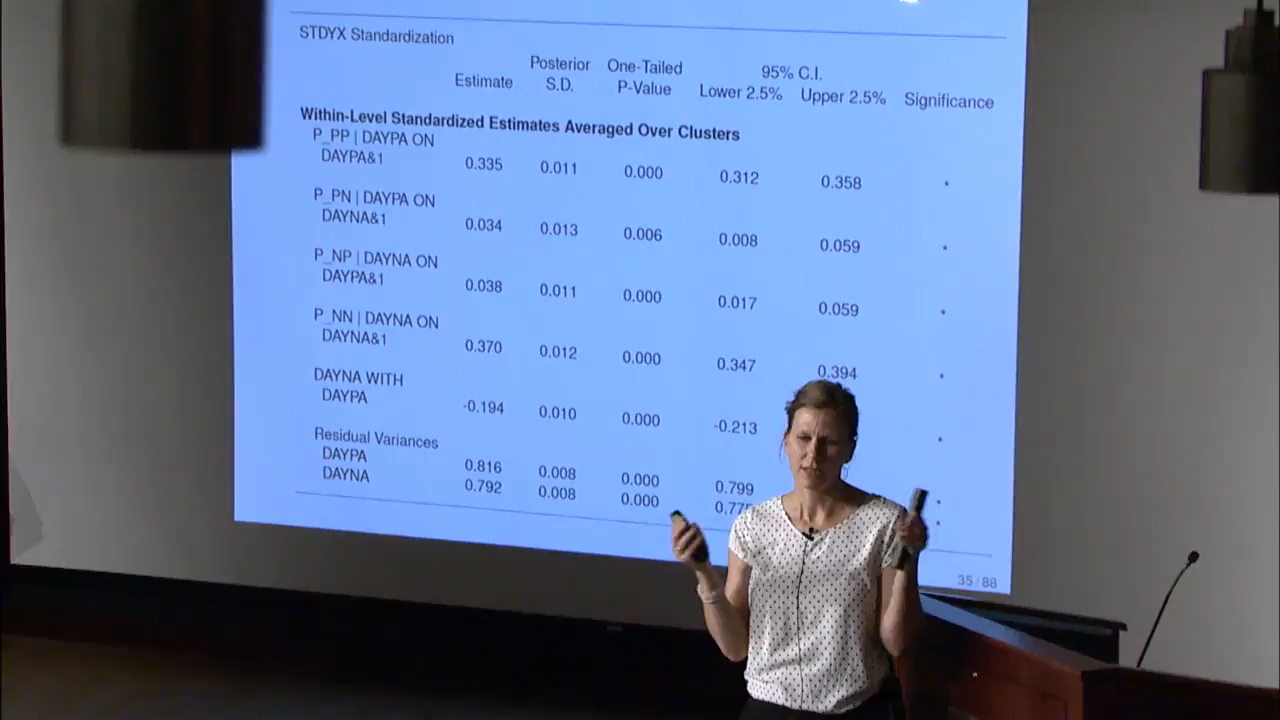 STDYX Standardization
Posterior One-Tailed 95% C.I.
Estimate S.D. P-Value Lower 2.5% Upper 2.5% Significance
Within-Level Standardized Estimates Averaged Over Clusters
P_PP | DAYPA ON
DAYPA&1 0.335 0.011 0.000 0.312 0.358 *
P_PN | DAYPA ON
DAYNA&1 0.034 0.013 0.006 0.008 0.059 *
P_NP | DAYNA ON
DAYPA&1 0.038 0.011 0.000 0.017 0.059 *
P_NN | DAYNA ON
DAYNA&1 0.370 0.012 0.000 0.347 0.394 *
DAYNA WITH
DAYPA -0.194 0.010 0.000 -0.213 *
Residual Variances
DAYPA 0.816 0.008 0.000 0.799 *
DAYNA 0.792 0.008 0.000 *
35 / 88